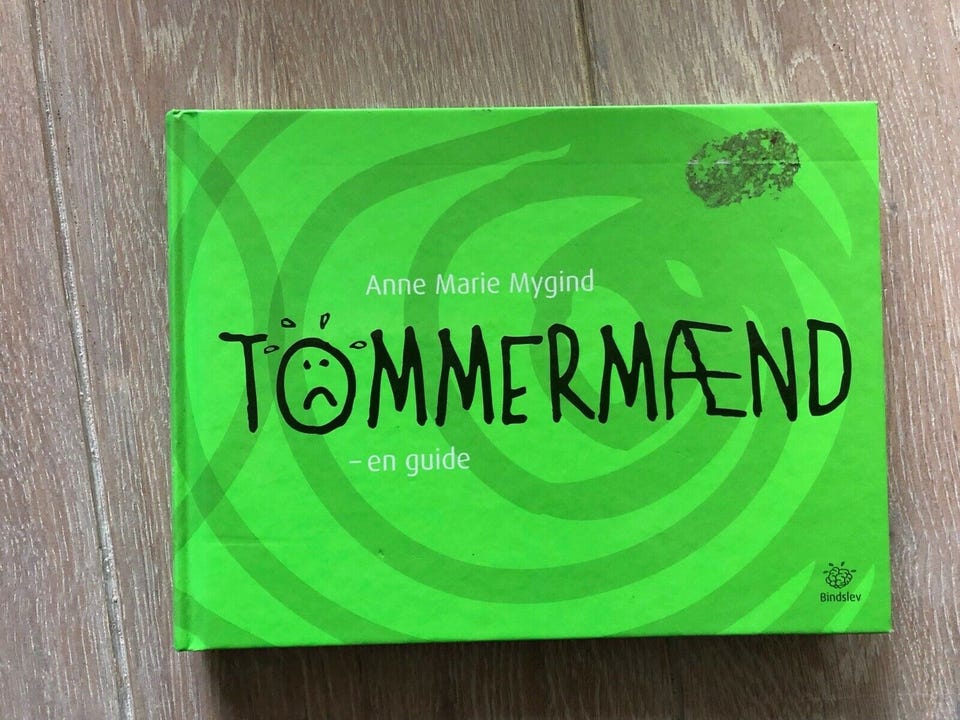 Anne Marie Mygind
TØMMERMÆND
– en guide
Bindslev